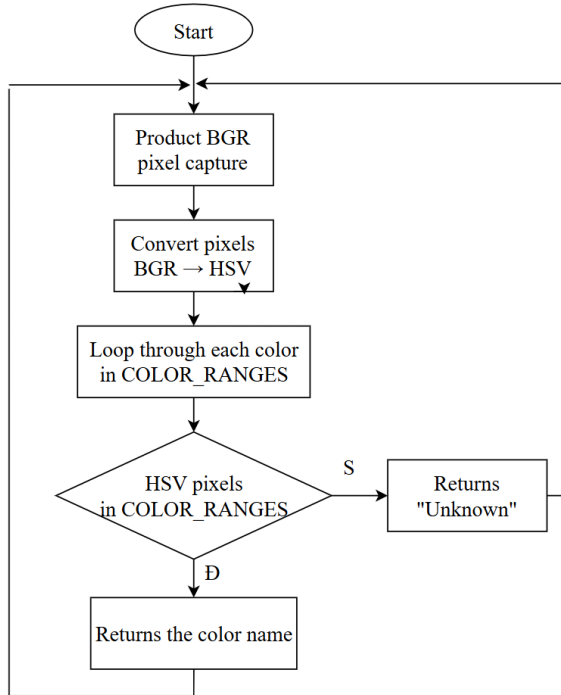 Start
Product BGR
pixel capture
Convert pixels
BGR → HSV
Loop through each color
in COLOR_RANGES
HSV pixels
in COLOR_RANGES
S
Returns
"Unknown"
Đ
Returns the color name